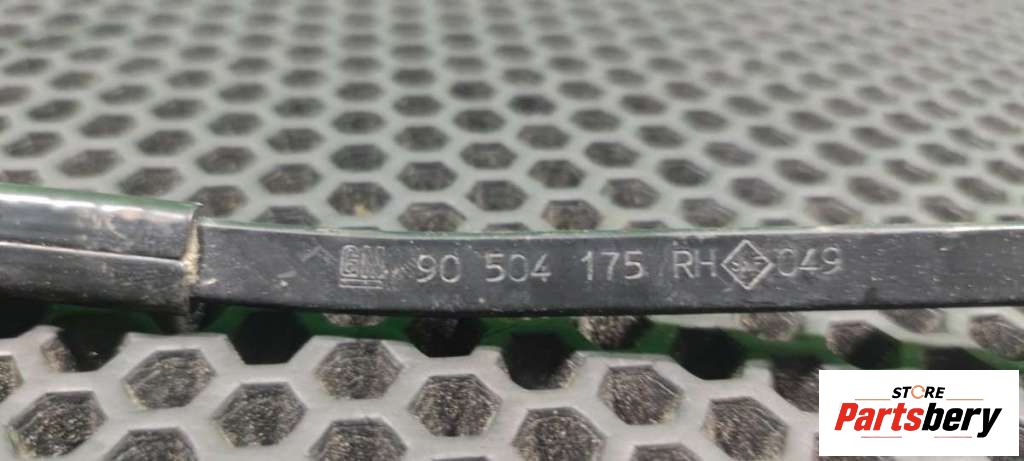 GM 90 504 175 RH 049
STORE
Partsbery